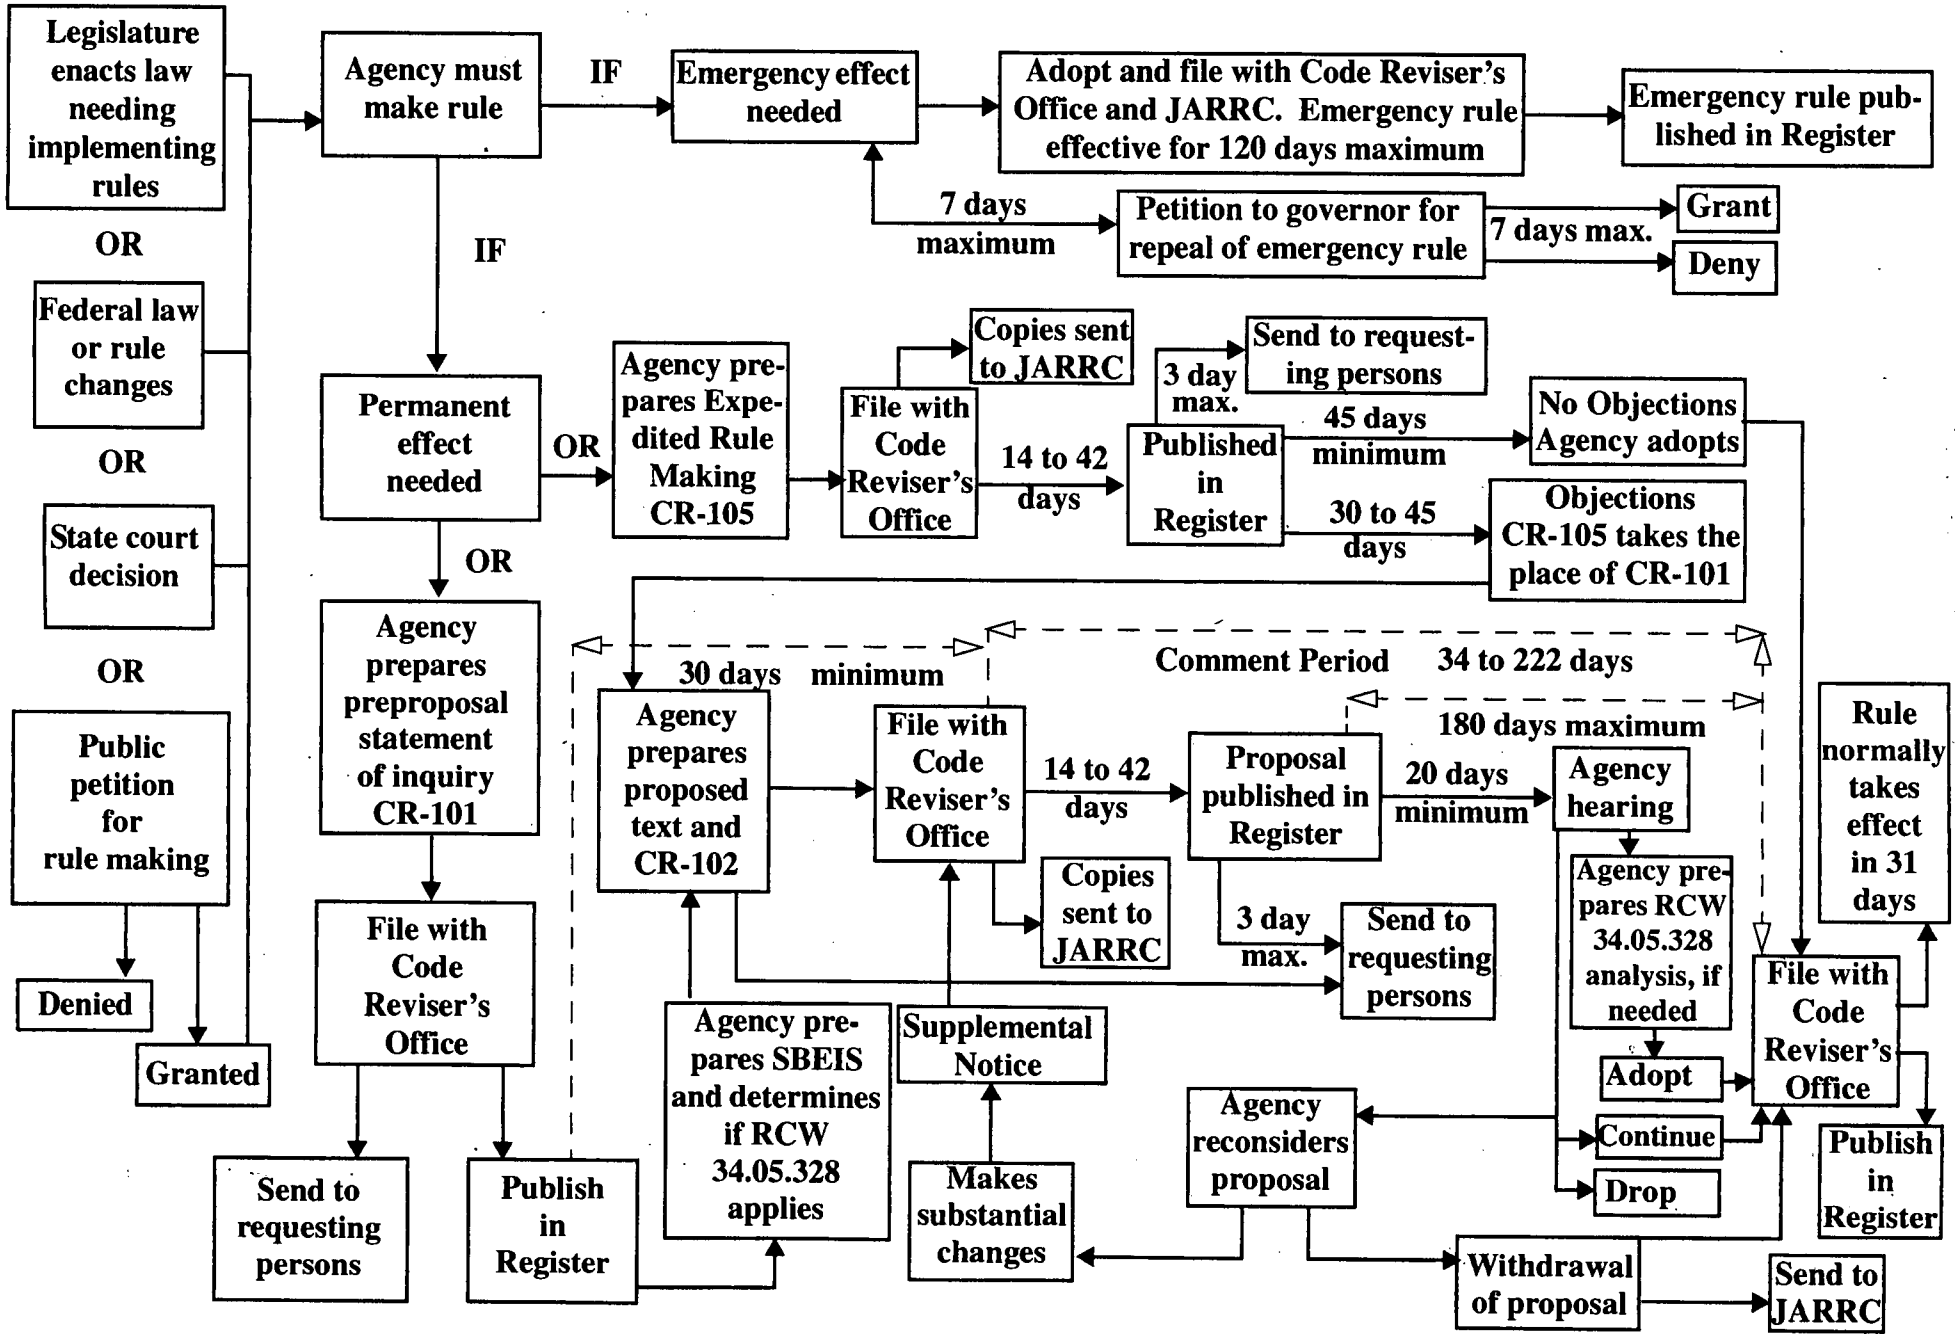 Legislature
enacts law
needing
implementing
rules
OR
Federal law
or rule
changes
OR
State court
decision
OR
Public
petition
for
rule making
Denied
Granted
Agency must
make rule
IF
Emergency effect
needed
Adopt and file with Code Reviser's
Office and JARRC. Emergency rule
effective for 120 days maximum
Emergency rule pub-
lished in Register
7 days
maximum
Petition to governor for
repeal of emergency rule
7 days max.
Grant
Deny
IF
Permanent
effect
needed
OR
Agency pre-
pares Expe-
dited Rule
Making
CR-105
File with
Code
Reviser's
Office
Copies sent
to JARRC
14 to 42
days
Published
in
Register
3 day
max.
Send to request-
ing persons
45 days
minimum
No Objections
Agency adopts
30 to 45
days
Objections
CR-105 takes the
place of CR-101
OR
Agency
prepares
preproposal
statement
of inquiry
CR-101
File with
Code
Reviser's
Office
Send to
requesting
persons
Publish
in
Register
30 days minimum
Agency
prepares
proposed
text and
CR-102
Agency pre-
pares SBEIS
and determines
if RCW
34.05.328
applies
File with
Code
Reviser's
Office
Comment Period 34 to 222 days
180 days maximum
14 to 42
days
Copies
sent to
JARRC
Proposal
published in
Register
3 day
max.
Send to
requesting
persons
20 days
minimum
Agency
hearing
Agency pre-
pares RCW
34.05.328
analysis, if
needed
Adopt
Continue
Drop
Supplemental
Notice
Makes
substantial
changes
Agency
reconsiders
proposal
Withdrawal
of proposal
Send to
JARRC
File with
Code
Reviser's
Office
Rule
normally
takes
effect
in 31
days
Publish
in
Register